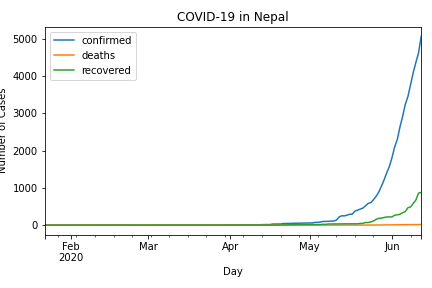 COVID-19 in Nepal
confirmed
deaths
recovered
5000
4000
3000
2000
1000
0
Number of Cases
Feb
2020
Mar
Apr
May
Jun
Day